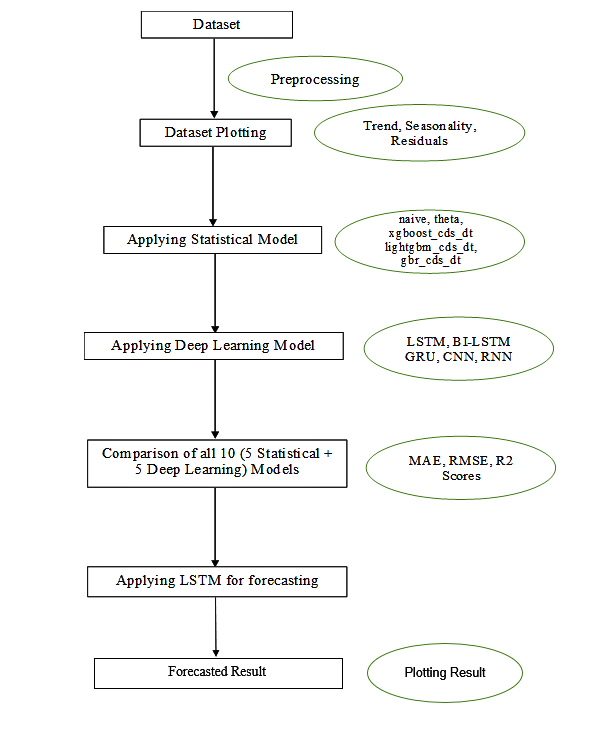 Dataset
Preprocessing
Dataset Plotting
Trend, Seasonality,
Residuals
Applying Statistical Model
naive, theta,
xgboost_cds_dt
lightgbm_cds_dt,
gbr_cds_dt
Applying Deep Learning Model
LSTM, BI-LSTM
GRU, CNN, RNN
Comparison of all 10 (5 Statistical +
5 Deep Learning) Models
MAE, RMSE, R2
Scores
Applying LSTM for forecasting
Forecasted Result
Plotting Result